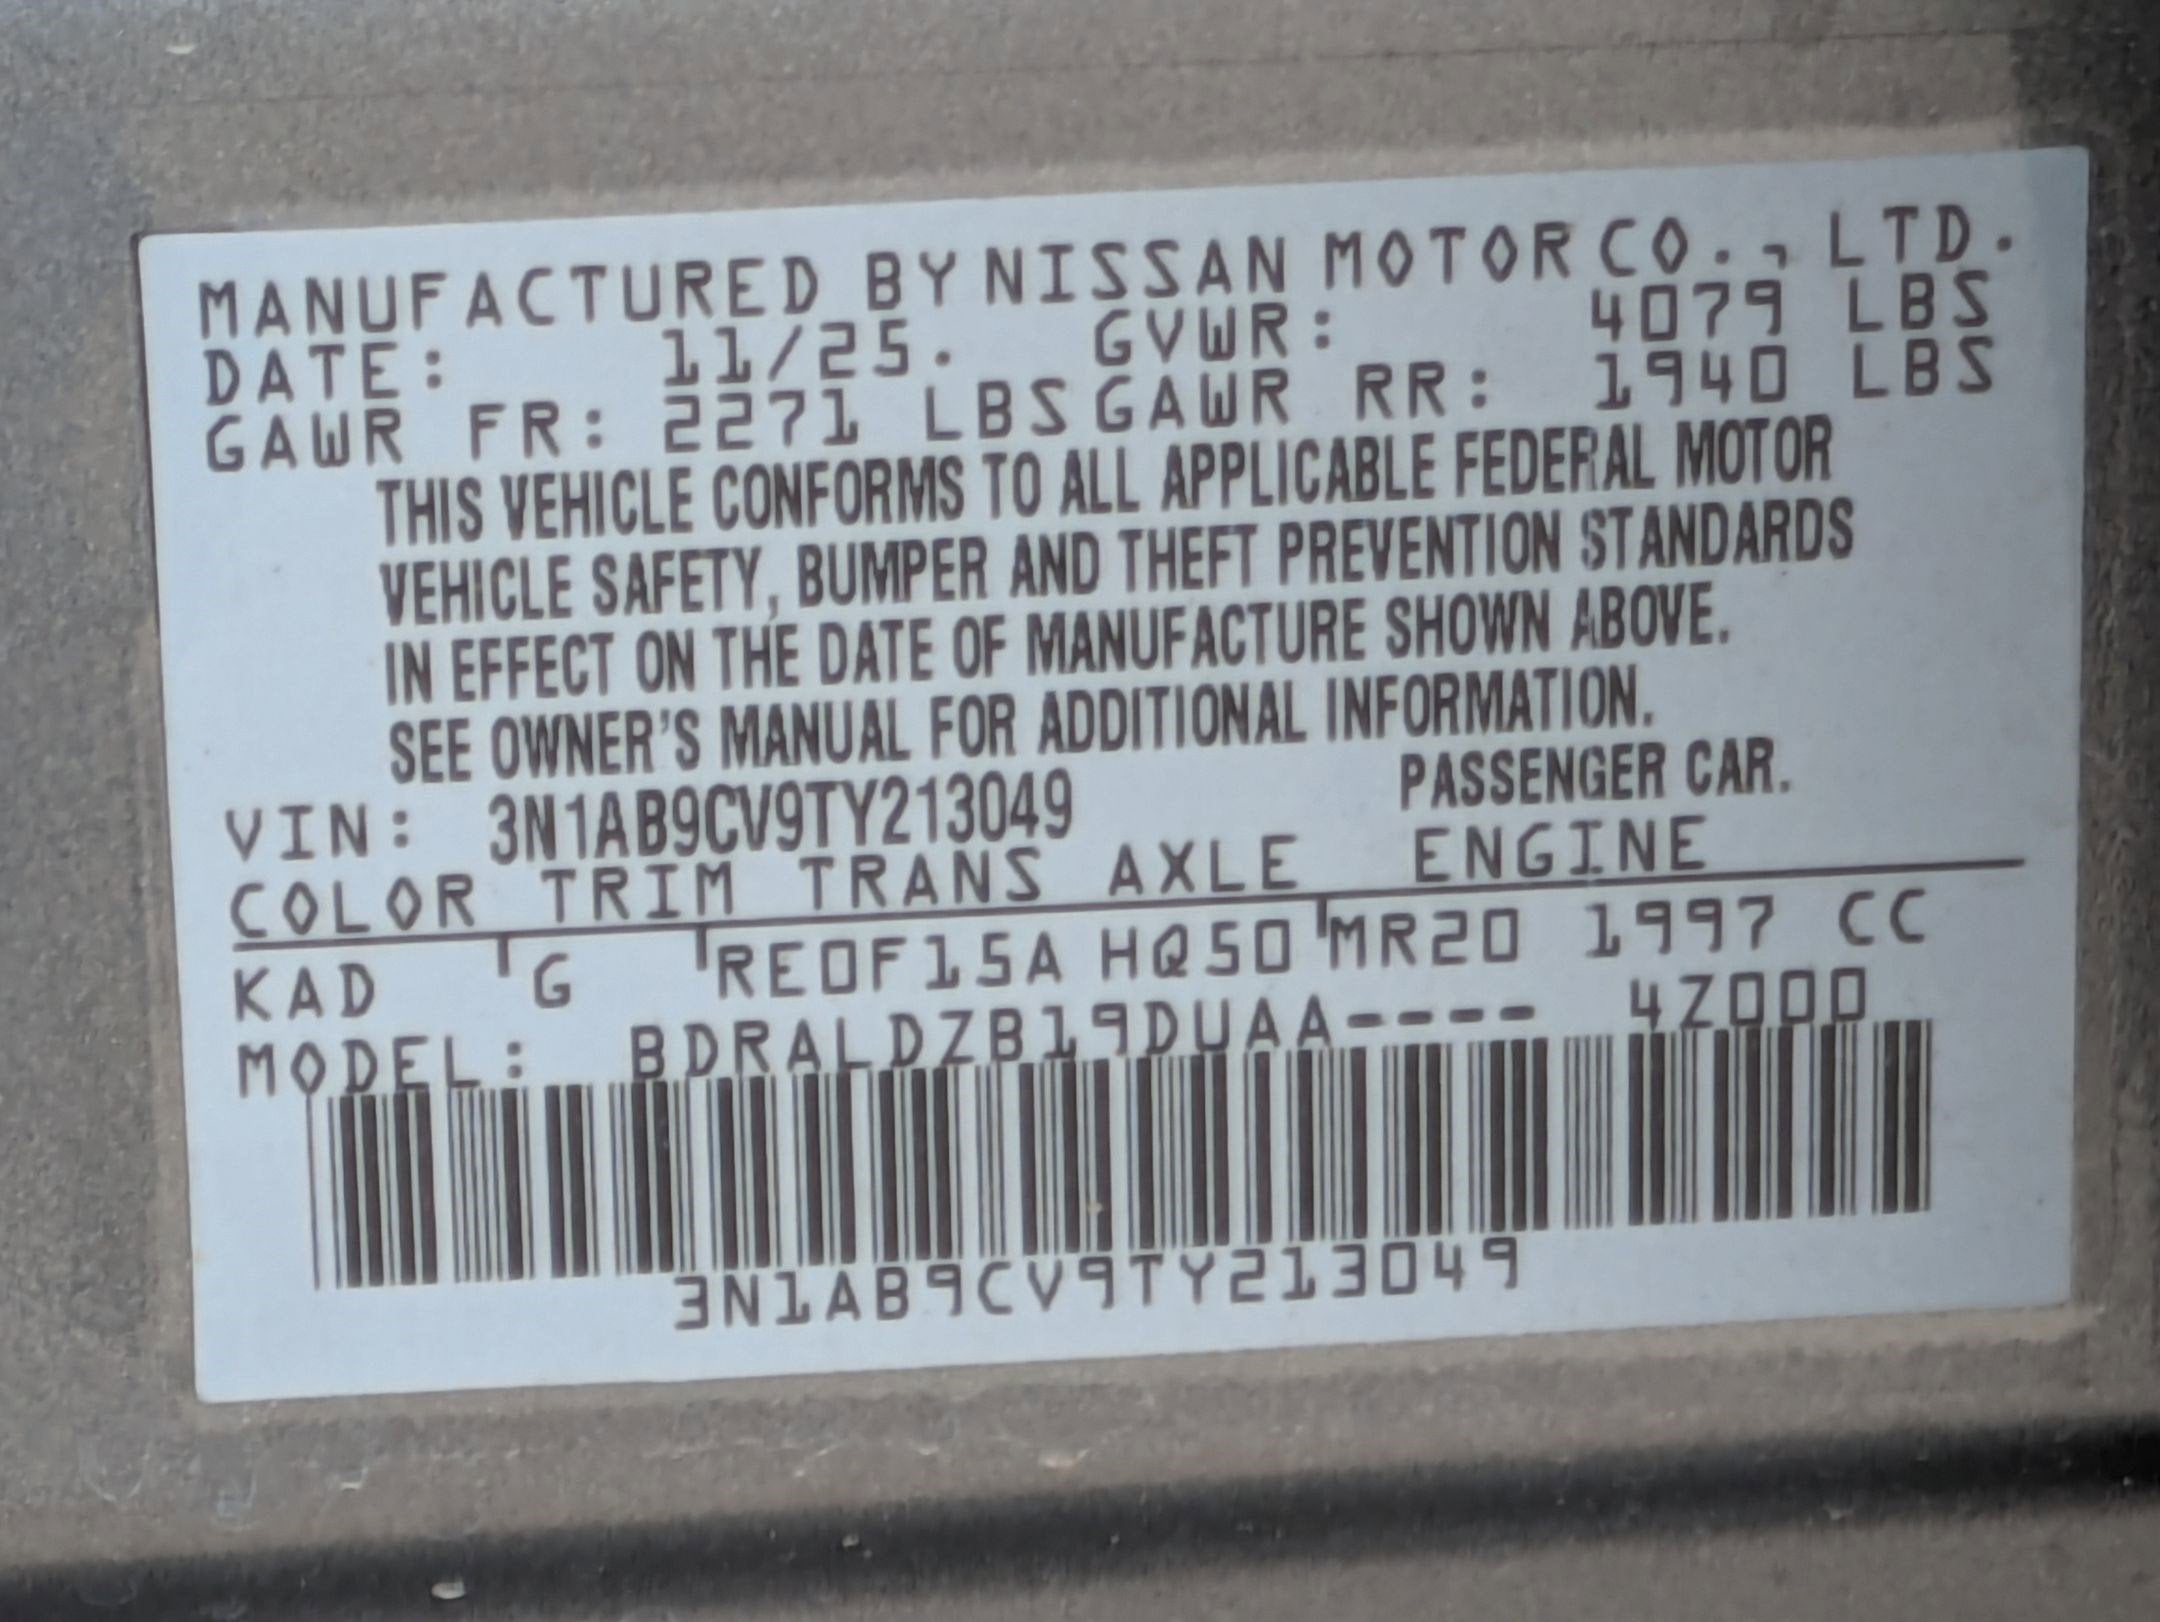 MANUFACTURED BY NISSAN MOTOR CO., LTD.
DATE: 11/25. GVWR: 4079 LBS
GAWR FR: 2271 LBS GAWR RR: 1940 LBS
THIS VEHICLE CONFORMS TO ALL APPLICABLE FEDERAL MOTOR
VEHICLE SAFETY, BUMPER AND THEFT PREVENTION STANDARDS
IN EFFECT ON THE DATE OF MANUFACTURE SHOWN ABOVE.
SEE OWNER'S MANUAL FOR ADDITIONAL INFORMATION.
VIN: 3N1AB9CV9TY213049 PASSENGER CAR.
COLOR TRIM TRANS AXLE ENGINE
KAD G RE0F15A HQ50 MR20 1997 CC
MODEL: BDRALDZB19DUAA---- 4Z000
3N1AB9CV9TY213049